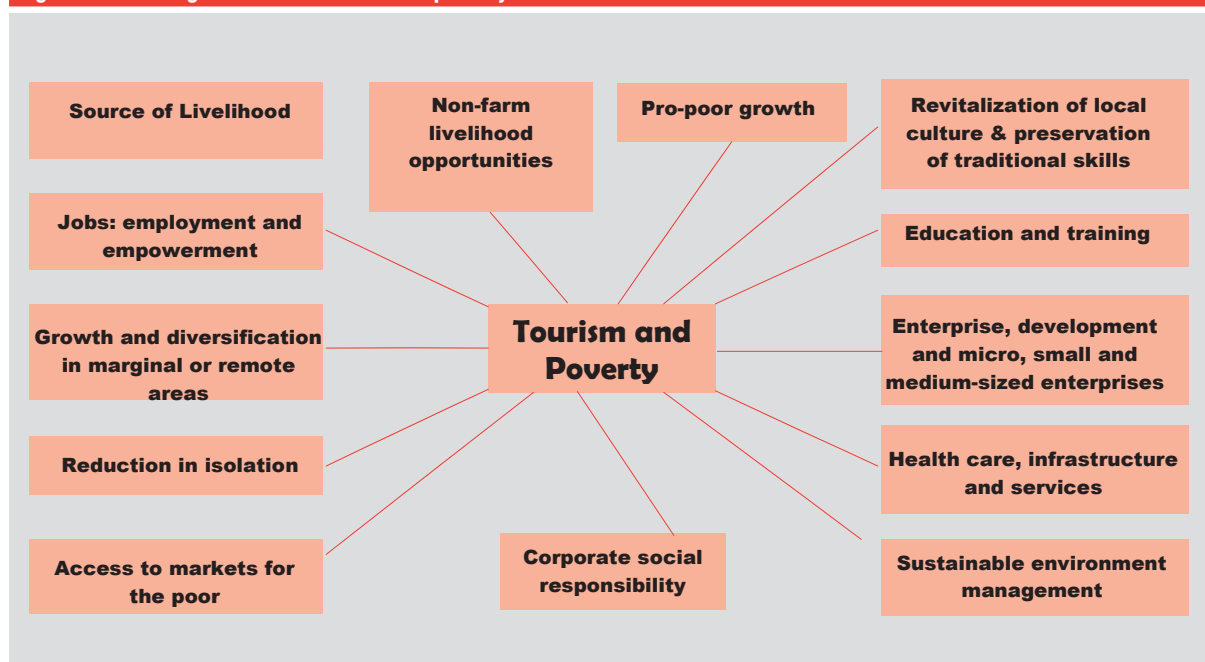 Source of Livelihood
Non-farm
livelihood
opportunities
Pro-poor growth
Revitalization of local
culture & preservation
of traditional skills
Jobs: employment and
empowerment
Education and training
Growth and diversification
in marginal or remote
areas
Tourism and
Poverty
Enterprise, development
and micro, small and
medium-sized enterprises
Reduction in isolation
Health care, infrastructure
and services
Access to markets for
the poor
Corporate social
responsibility
Sustainable environment
management